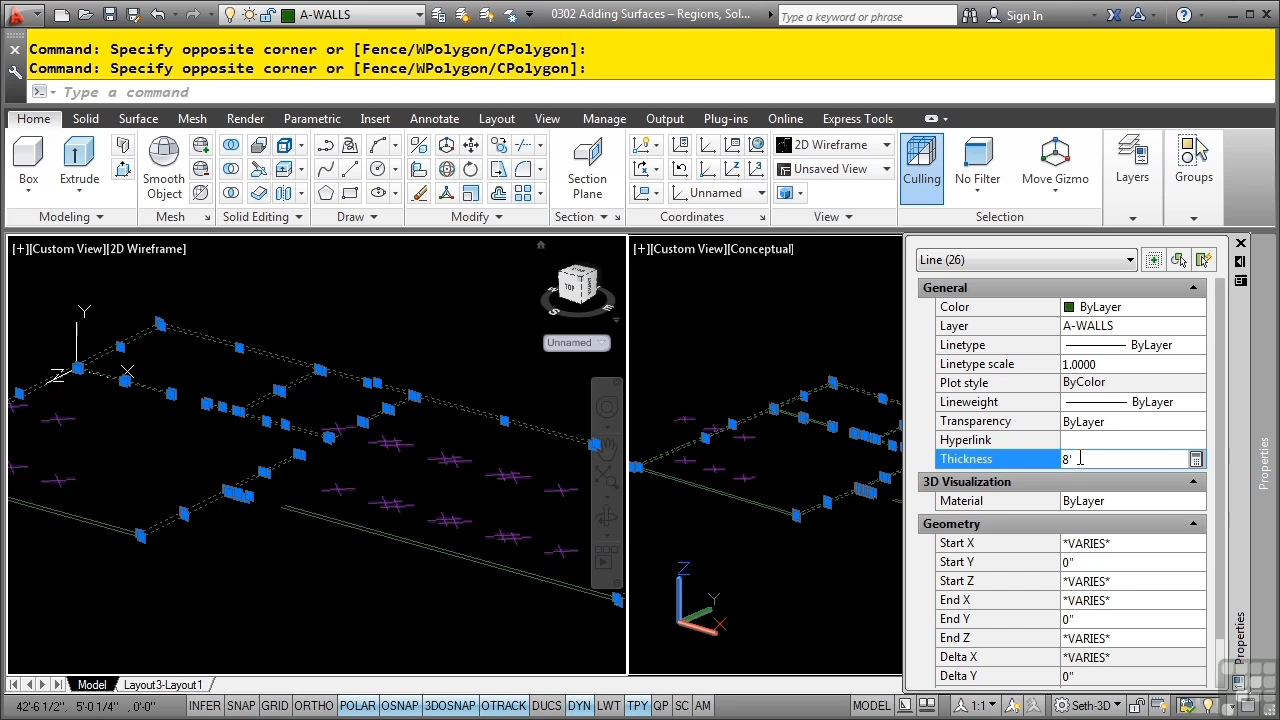 A-WALLS
0302 Adding Surfaces – Regions, Sol...
Type a keyword or phrase
Sign In
Command: Specify opposite corner or [Fence/WPolygon/CPolygon]:
Command: Specify opposite corner or [Fence/WPolygon/CPolygon]:
Type a command
Home Solid Surface Mesh Render Parametric Insert Annotate Layout View Manage Output Plug-ins Online Express Tools
Box
Extrude
Smooth Object
Section Plane
2D Wireframe
Unsaved View
Unnamed
Culling
No Filter
Move Gizmo
Layers
Groups
Modeling Mesh Solid Editing Draw Modify Section Coordinates View Selection
[+][Custom View][2D Wireframe]
[+][Custom View][Conceptual]
TOP
S
E
Unnamed
Y
Z
X
Z
Y
X
Line (26)
General
Color ByLayer
Layer A-WALLS
Linetype ByLayer
Linetype scale 1.0000
Plot style ByColor
Lineweight ByLayer
Transparency ByLayer
Hyperlink
Thickness 8'
3D Visualization
Material ByLayer
Geometry
Start X *VARIES*
Start Y 0"
Start Z *VARIES*
End X *VARIES*
End Y 0"
End Z *VARIES*
Delta X *VARIES*
Delta Y 0"
Properties
Properties
Model Layout3-Layout1
42'-6 1/2", 5'-0 1/4" , 0'-0" INFER SNAP GRID ORTHO POLAR OSNAP 3DOSNAP OTRACK DUCS DYN LWT TPY QP SC AM MODEL 1:1 Seth-3D